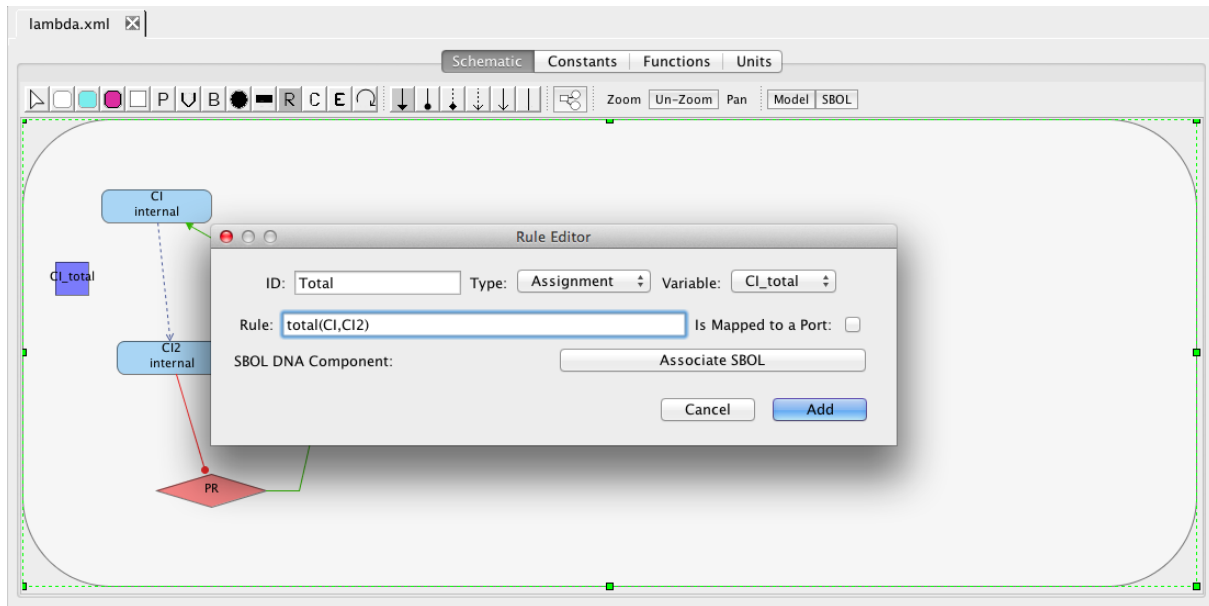 lambda.xml
Schematic Constants Functions Units
P V B R C E Zoom Un-Zoom Pan Model SBOL
CI
internal
Rule Editor
CI_total
ID: Total Type: Assignment Variable: CI_total
Rule: total(CI,CI2) Is Mapped to a Port:
CI2
internal
SBOL DNA Component: Associate SBOL
Cancel Add
PR